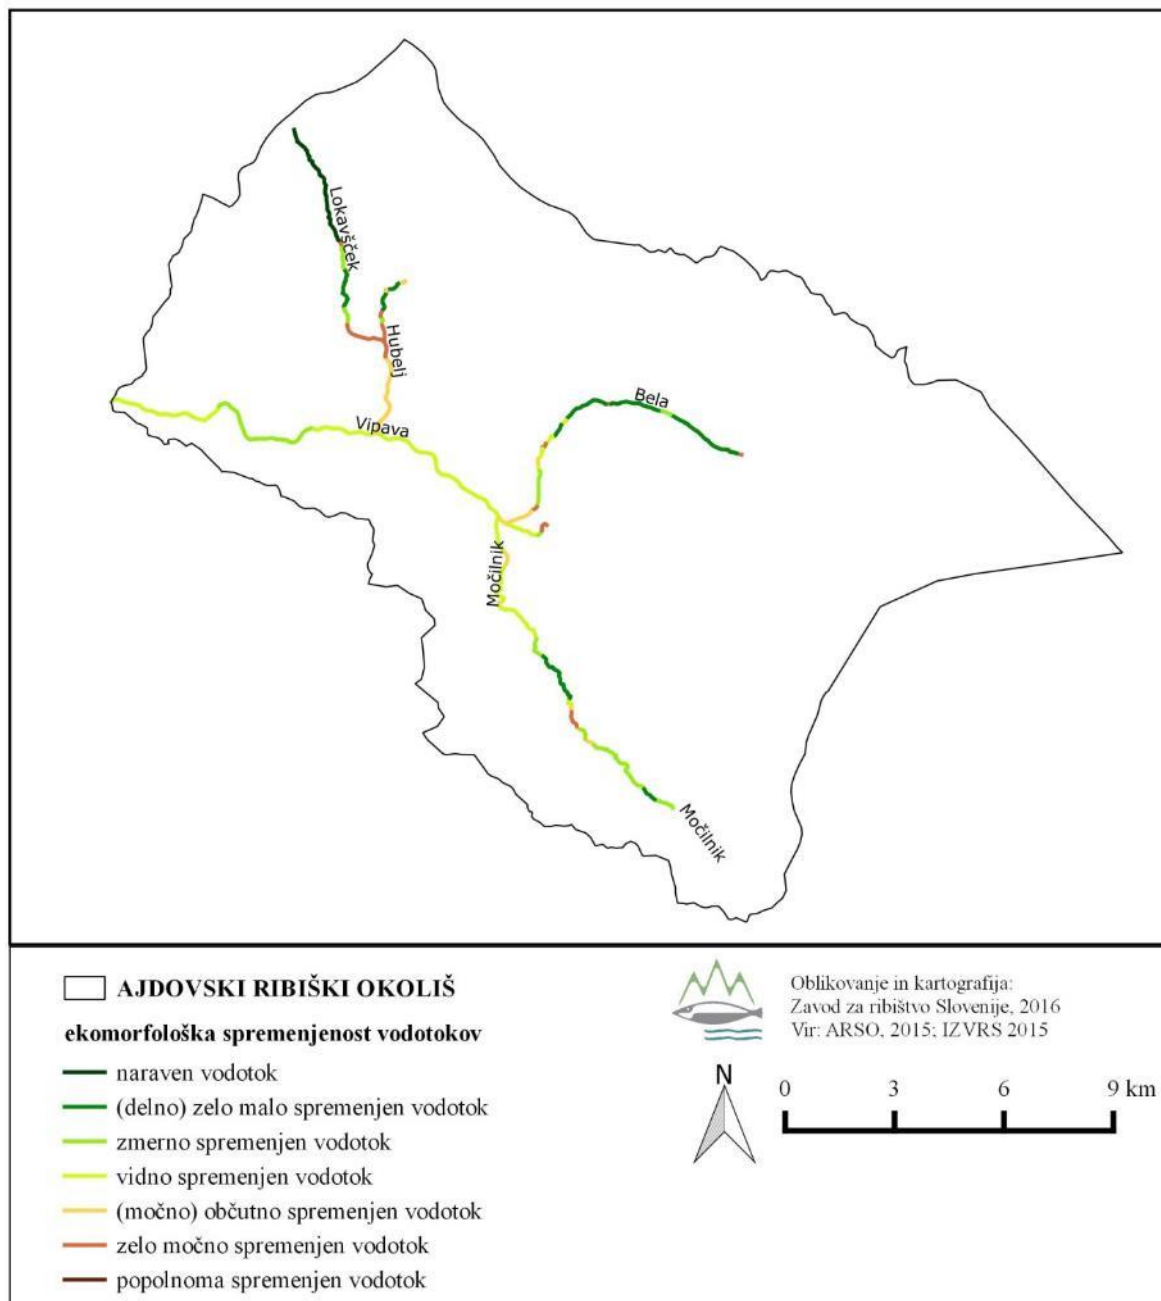 Lokavšček
Hubelj
Bela
Vipava
Močilnik
Močilnik
AJDOVSKI RIBIŠKI OKOLIŠ
ekomorfološka spremenjenost vodotokov
naraven vodotok
(delno) zelo malo spremenjen vodotok
zmerno spremenjen vodotok
vidno spremenjen vodotok
(močno) občutno spremenjen vodotok
zelo močno spremenjen vodotok
popolnoma spremenjen vodotok
Oblikovanje in kartografija:
Zavod za ribištvo Slovenije, 2016
Vir: ARSO, 2015; IZVRS 2015
N
0 3 6 9 km